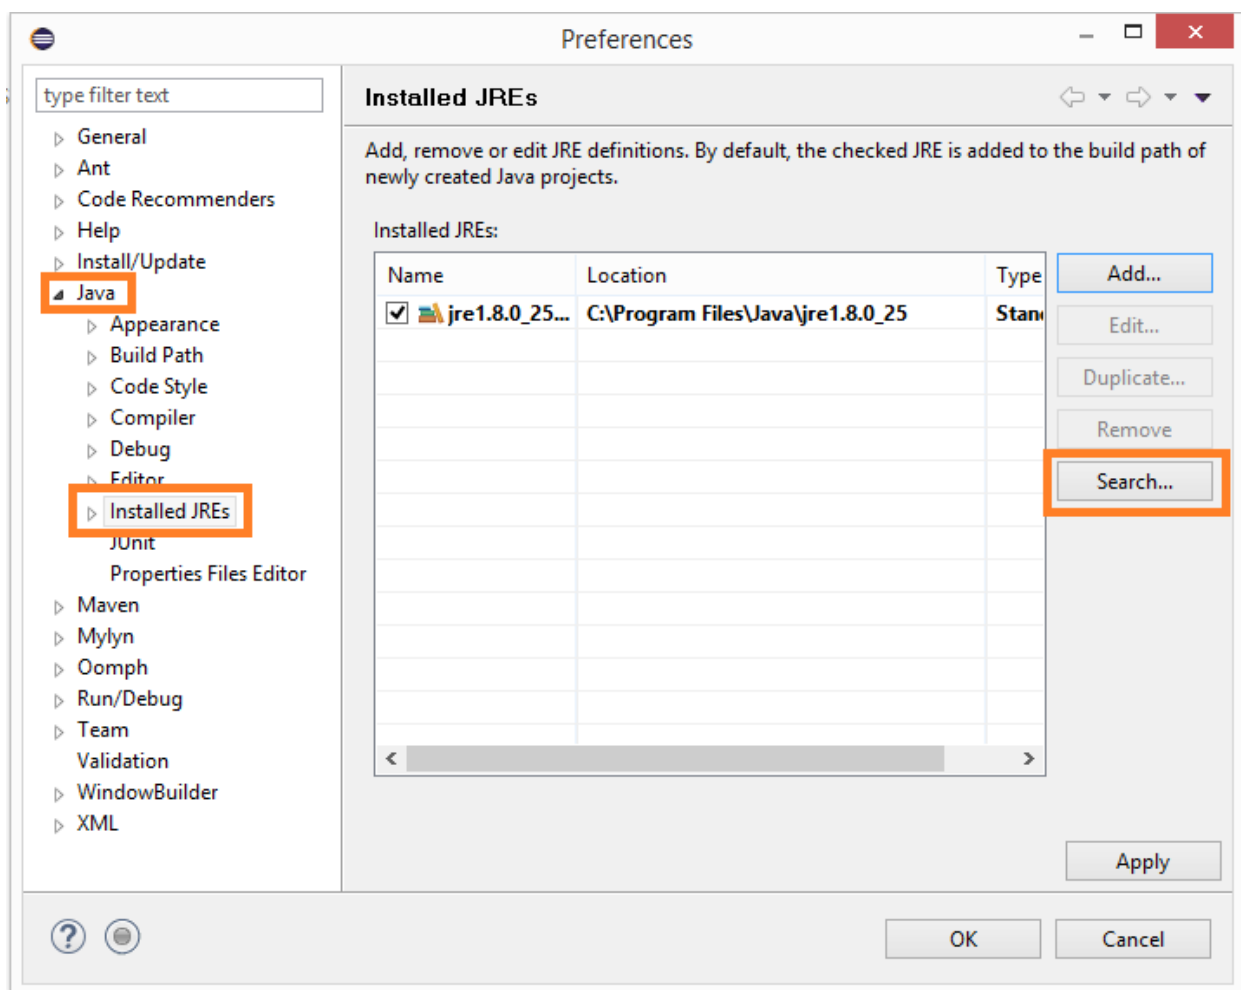 Preferences
type filter text
General
Ant
Code Recommenders
Help
Install/Update
Java
Appearance
Build Path
Code Style
Compiler
Debug
Editor
Installed JREs
JUnit
Properties Files Editor
Maven
Mylyn
Oomph
Run/Debug
Team
Validation
WindowBuilder
XML
Installed JREs
Add, remove or edit JRE definitions. By default, the checked JRE is added to the build path of
newly created Java projects.
Installed JREs:
Name Location Type
jre1.8.0_25... C:\Program Files\Java\jre1.8.0_25 Stan
Add...
Edit...
Duplicate...
Remove
Search...
Apply
OK Cancel